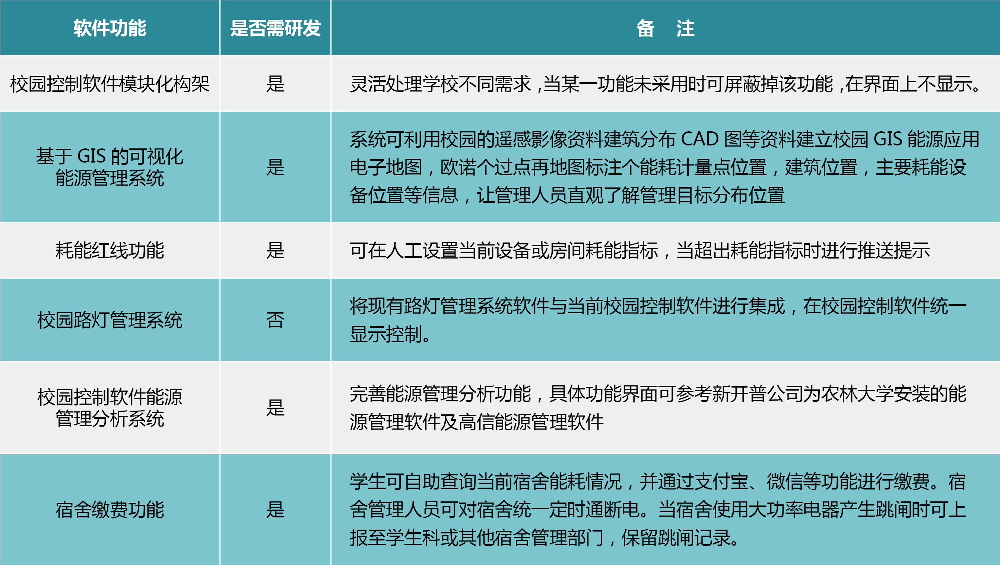 软件功能 是否需研发 备 注
校园控制软件模块化构架 是 灵活处理学校不同需求,当某一功能未采用时可屏蔽掉该功能,在界面上不显示。
基于 GIS 的可视化
能源管理系统
是
系统可利用校园的遥感影像资料建筑分布 CAD 图等资料建立校园 GIS 能源应用
电子地图，欧诺个过点再地图标注个能耗计量点位置，建筑位置，主要耗能设
备位置等信息，让管理人员直观了解管理目标分布位置
耗能红线功能 是 可在人工设置当前设备或房间耗能指标，当超出耗能指标时进行推送提示
校园路灯管理系统
否
将现有路灯管理系统软件与当前校园控制软件进行集成，在校园控制软件统一
显示控制。
校园控制软件能源
管理分析系统
是
完善能源管理分析功能，具体功能界面可参考新开普公司为农林大学安装的能
源管理软件及高信能源管理软件
宿舍缴费功能
是
学生可自助查询当前宿舍能耗情况，并通过支付宝、微信等功能进行缴费。宿
舍管理人员可对宿舍统一定时通断电。当宿舍使用大功率电器产生跳闸时可上
报至学生科或其他宿舍管理部门，保留跳闸记录。